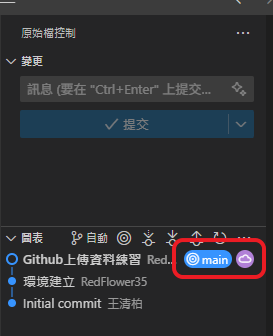 原始檔控制
變更
訊息 (要在 "Ctrl+Enter" 上提交...
提交
圖表 自動
Github上傳資料練習 Red... main
環境建立 RedFlower35
Initial commit 王清柏